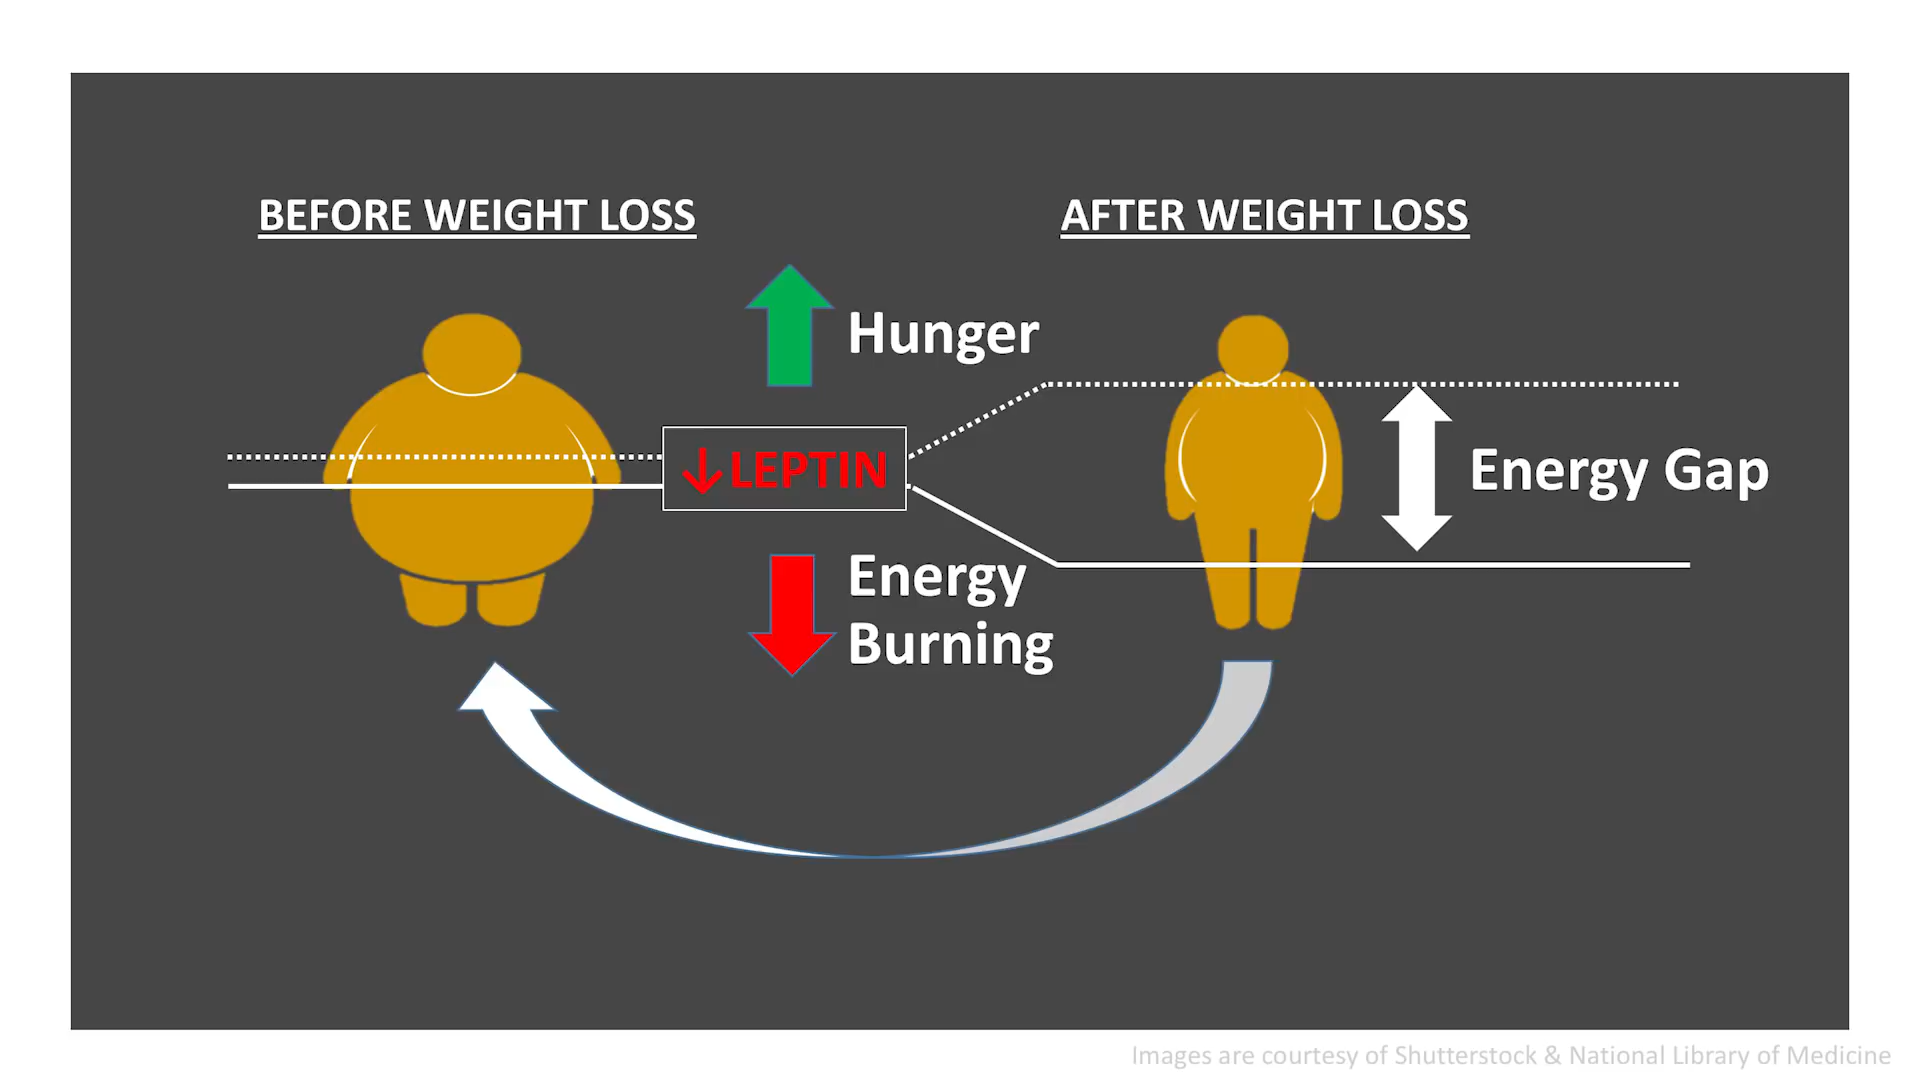 BEFORE WEIGHT LOSS
AFTER WEIGHT LOSS
Hunger
↓LEPTIN
Energy Gap
Energy
Burning
Images are courtesy of Shutterstock & National Library of Medicine